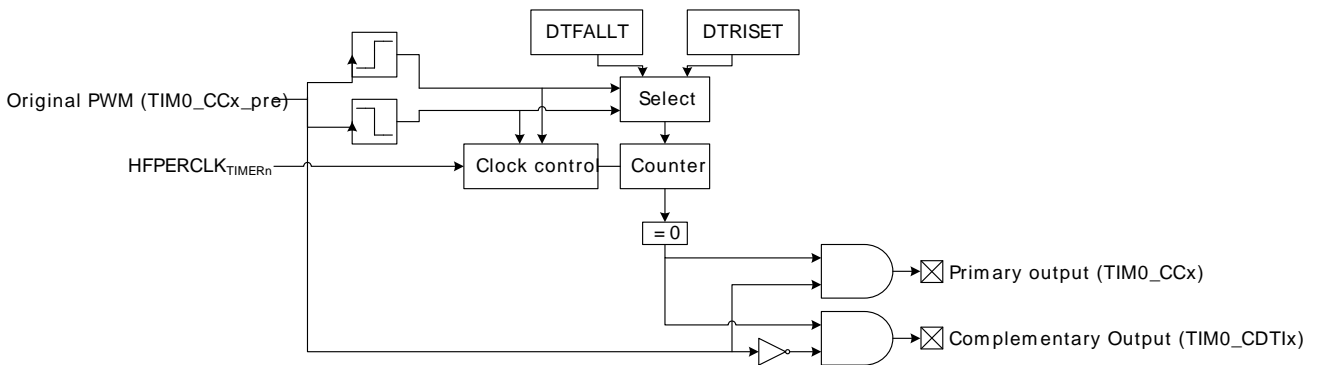 DTFALLT
DTRISET
Original PWM (TIM0_CCx_pre)
Select
HFPERCLKTIMERn
Clock control
Counter
= 0
Primary output (TIM0_CCx)
Complementary Output (TIM0_CDTIx)